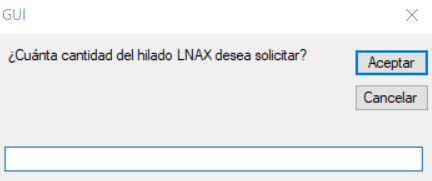 GUI
¿Cuánta cantidad del hilado LNAX desea solicitar?
Aceptar
Cancelar